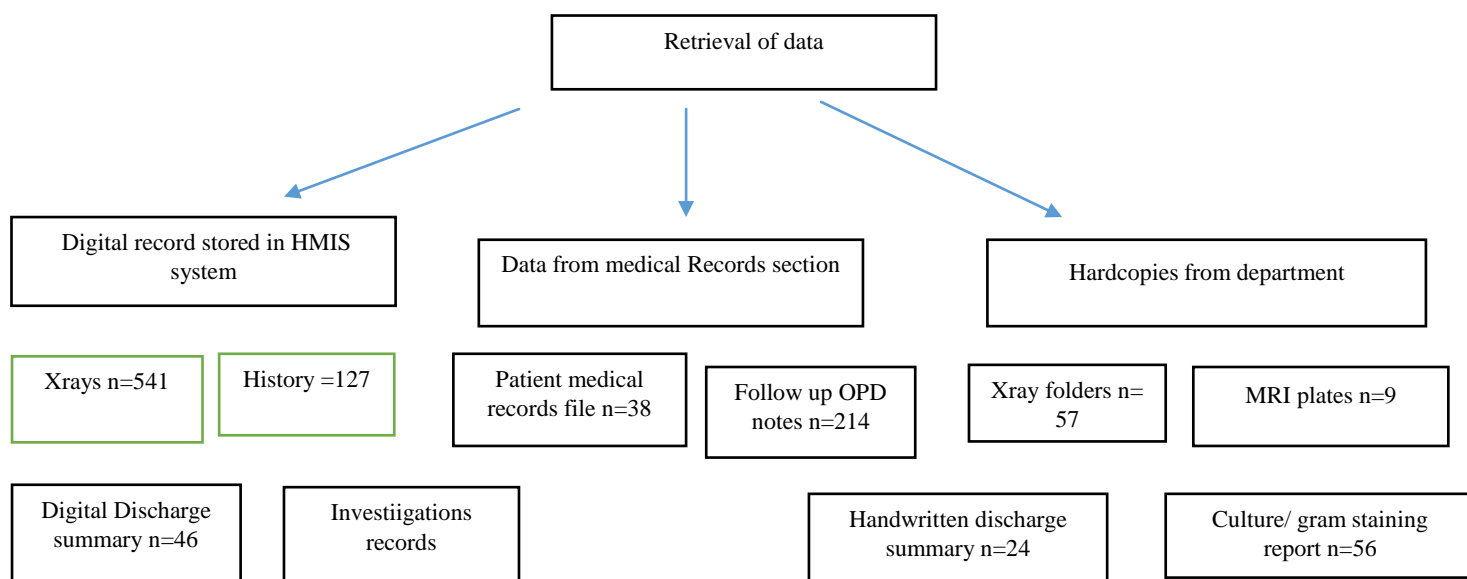 Retrieval of data
Digital record stored in HMIS
system
Data from medical Records section
Hardcopies from department
Xrays n=541
History =127
Patient medical
records file n=38
Follow up OPD
notes n=214
Xray folders n=
57
MRI plates n=9
Digital Discharge
summary n=46
Investiigations
records
Handwritten discharge
summary n=24
Culture/ gram staining
report n=56